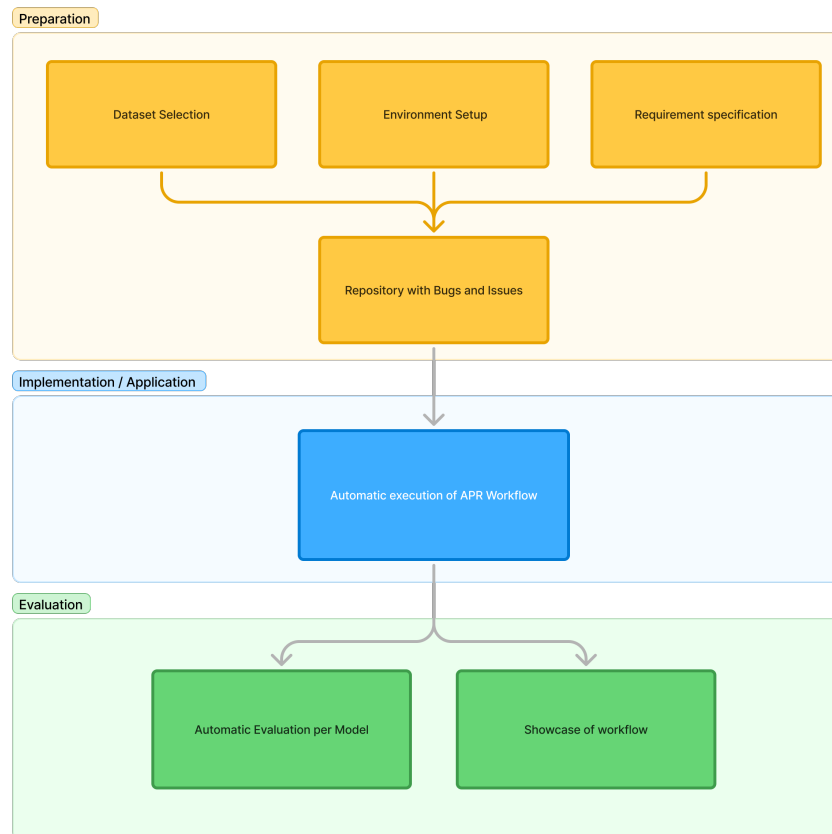 Preparation
Dataset Selection
Environment Setup
Requirement specification
Repository with Bugs and Issues
Implementation / Application
Automatic execution of APR Workflow
Evaluation
Automatic Evaluation per Model
Showcase of workflow